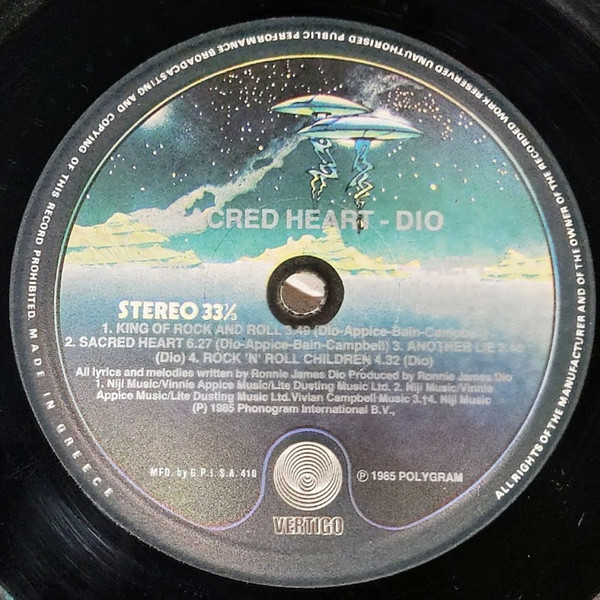 UNAUTHORISED PUBLIC PERFORMANCE BROADCASTING AND COPYING OF THIS RECORD PROHIBITED. MADE IN GREECE
ALL RIGHTS OF THE MANUFACTURER AND OF THE OWNER OF THE RECORDED WORK RESERVED
CRED HEART - DIO
STEREO 33⅓
1. KING OF ROCK AND ROLL 3.49 (Dio-Appice-Bain-Campbell)
2. SACRED HEART 6.27 (Dio-Appice-Bain-Campbell) 3. ANOTHER LIE 3.48
(Dio) 4. ROCK 'N' ROLL CHILDREN 4.32 (Dio)
All lyrics and melodies written by Ronnie James Dio Produced by Ronnie James Dio
1. Niji Music/Vinnie Appice Music/Lite Dusting Music Ltd. 2. Niji Music/Vinnie
Appice Music/Lite Dusting Music Ltd.Vivian Campbell Music 3.†4. Niji Music
(P) 1985 Phonogram International B.V.,
MFD. by G.P.I.S.A. 410
℗ 1985 POLYGRAM
VERTIGO